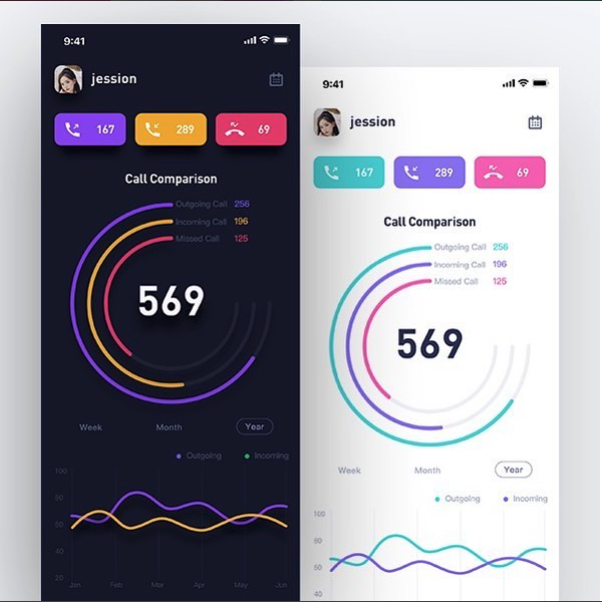 9:41
jession
167 289 69
Call Comparison
Outgoing Call 256
Incoming Call 196
Missed Call 125
569
Week Month Year
Outgoing Incoming
100
80
60
40
20
Jan Feb Mar Apr May Jun
9:41
jession
167 289 69
Call Comparison
Outgoing Call 256
Incoming Call 196
Missed Call 125
569
Week Month Year
Outgoing Incoming
100
80
60
40